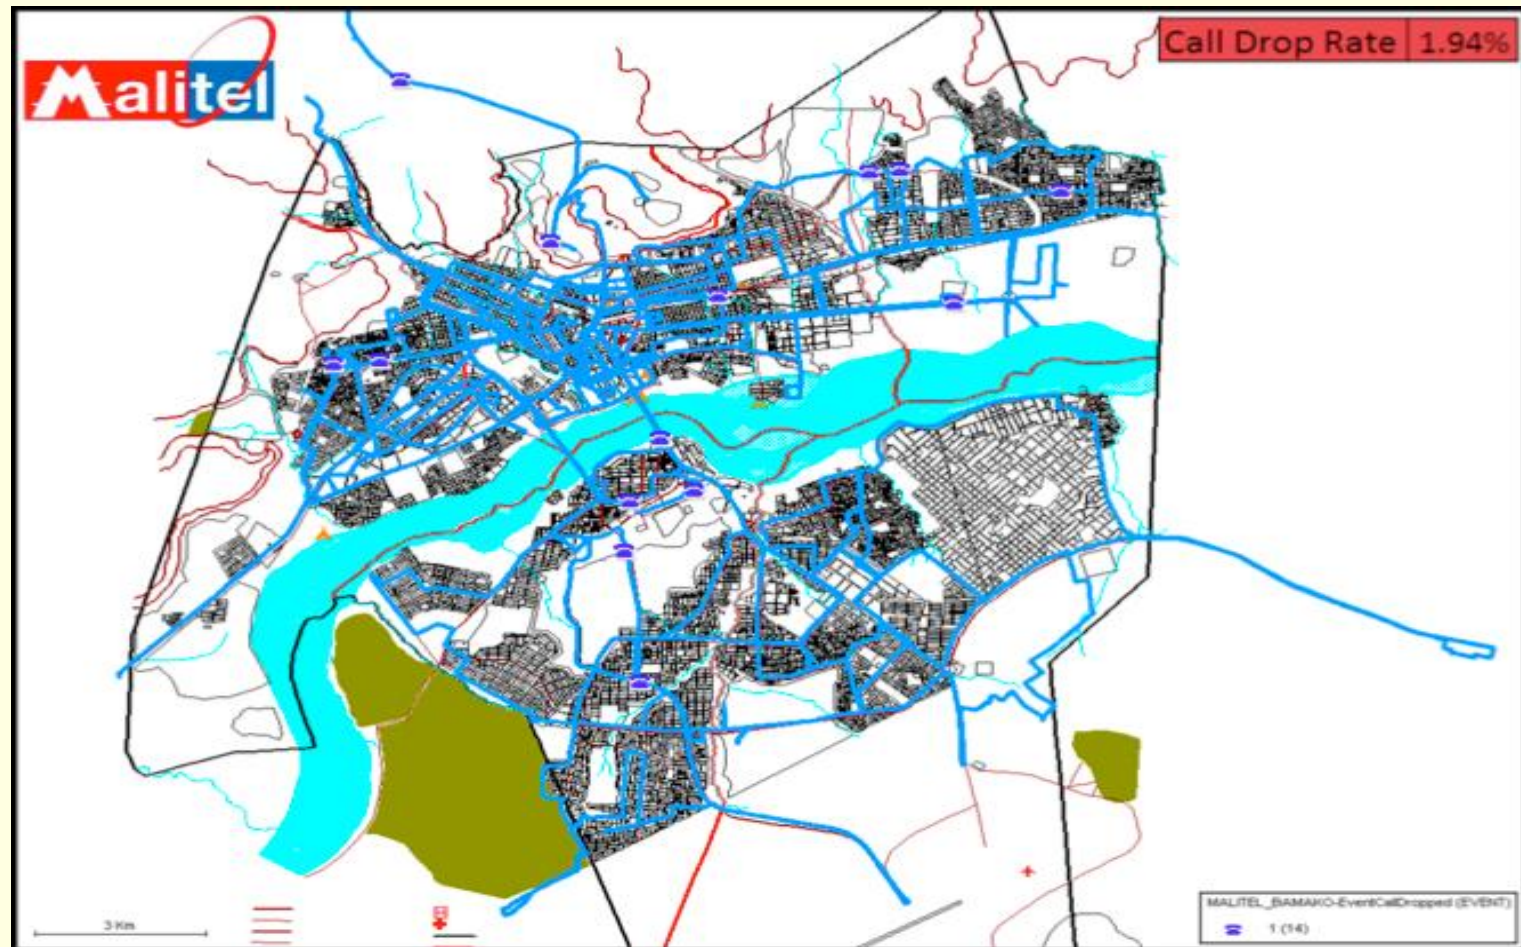 Malitel
Call Drop Rate 1.94%
3 Km
MALITEL_BAMAKO-EventCallDropped (EVENT)
1 (14)